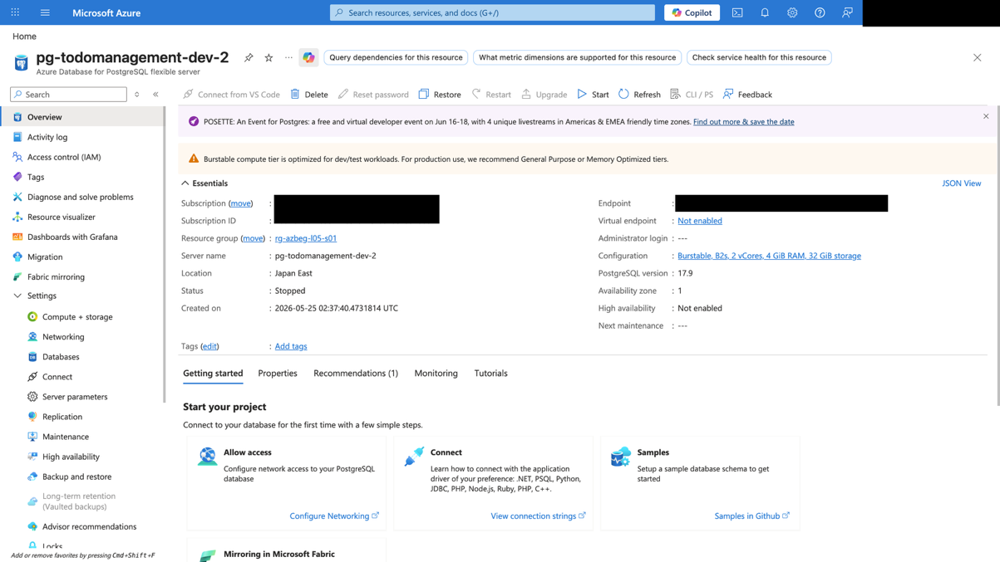 Microsoft Azure
Search resources, services, and docs (G+/)
Copilot
Home
pg-todomanagement-dev-2
Azure Database for PostgreSQL flexible server
Query dependencies for this resource
What metric dimensions are supported for this resource
Check service health for this resource
Search
Connect from VS Code
Delete
Reset password
Restore
Restart
Upgrade
Start
Refresh
CLI / PS
Feedback
Overview
Activity log
Access control (IAM)
Tags
Diagnose and solve problems
Resource visualizer
Dashboards with Grafana
Migration
Fabric mirroring
Settings
Compute + storage
Networking
Databases
Connect
Server parameters
Replication
Maintenance
High availability
Backup and restore
Long-term retention
(Vaulted backups)
Advisor recommendations
Locks
Add or remove favorites by pressing Cmd+Shift+F
POSETTE: An Event for Postgres: a free and virtual developer event on Jun 16-18, with 4 unique livestreams in Americas & EMEA friendly time zones. Find out more & save the date
Burstable compute tier is optimized for dev/test workloads. For production use, we recommend General Purpose or Memory Optimized tiers.
Essentials
JSON View
Subscription (move) :
Subscription ID :
Resource group (move) : rg-azbeg-l05-s01
Server name : pg-todomanagement-dev-2
Location : Japan East
Status : Stopped
Created on : 2026-05-25 02:37:40.4731814 UTC
Tags (edit) : Add tags
Endpoint :
Virtual endpoint : Not enabled
Administrator login : ---
Configuration : Burstable, B2s, 2 vCores, 4 GiB RAM, 32 GiB storage
PostgreSQL version : 17.9
Availability zone : 1
High availability : Not enabled
Next maintenance : ---
Getting started
Properties
Recommendations (1)
Monitoring
Tutorials
Start your project
Connect to your database for the first time with a few simple steps.
Allow access
Configure network access to your PostgreSQL
database
Configure Networking
Connect
Learn how to connect with the application
driver of your preference: .NET, PSQL, Python,
JDBC, PHP, Node.js, Ruby, PHP, C++.
View connection strings
Samples
Setup a sample database schema to get
started
Samples in Github
Mirroring in Microsoft Fabric